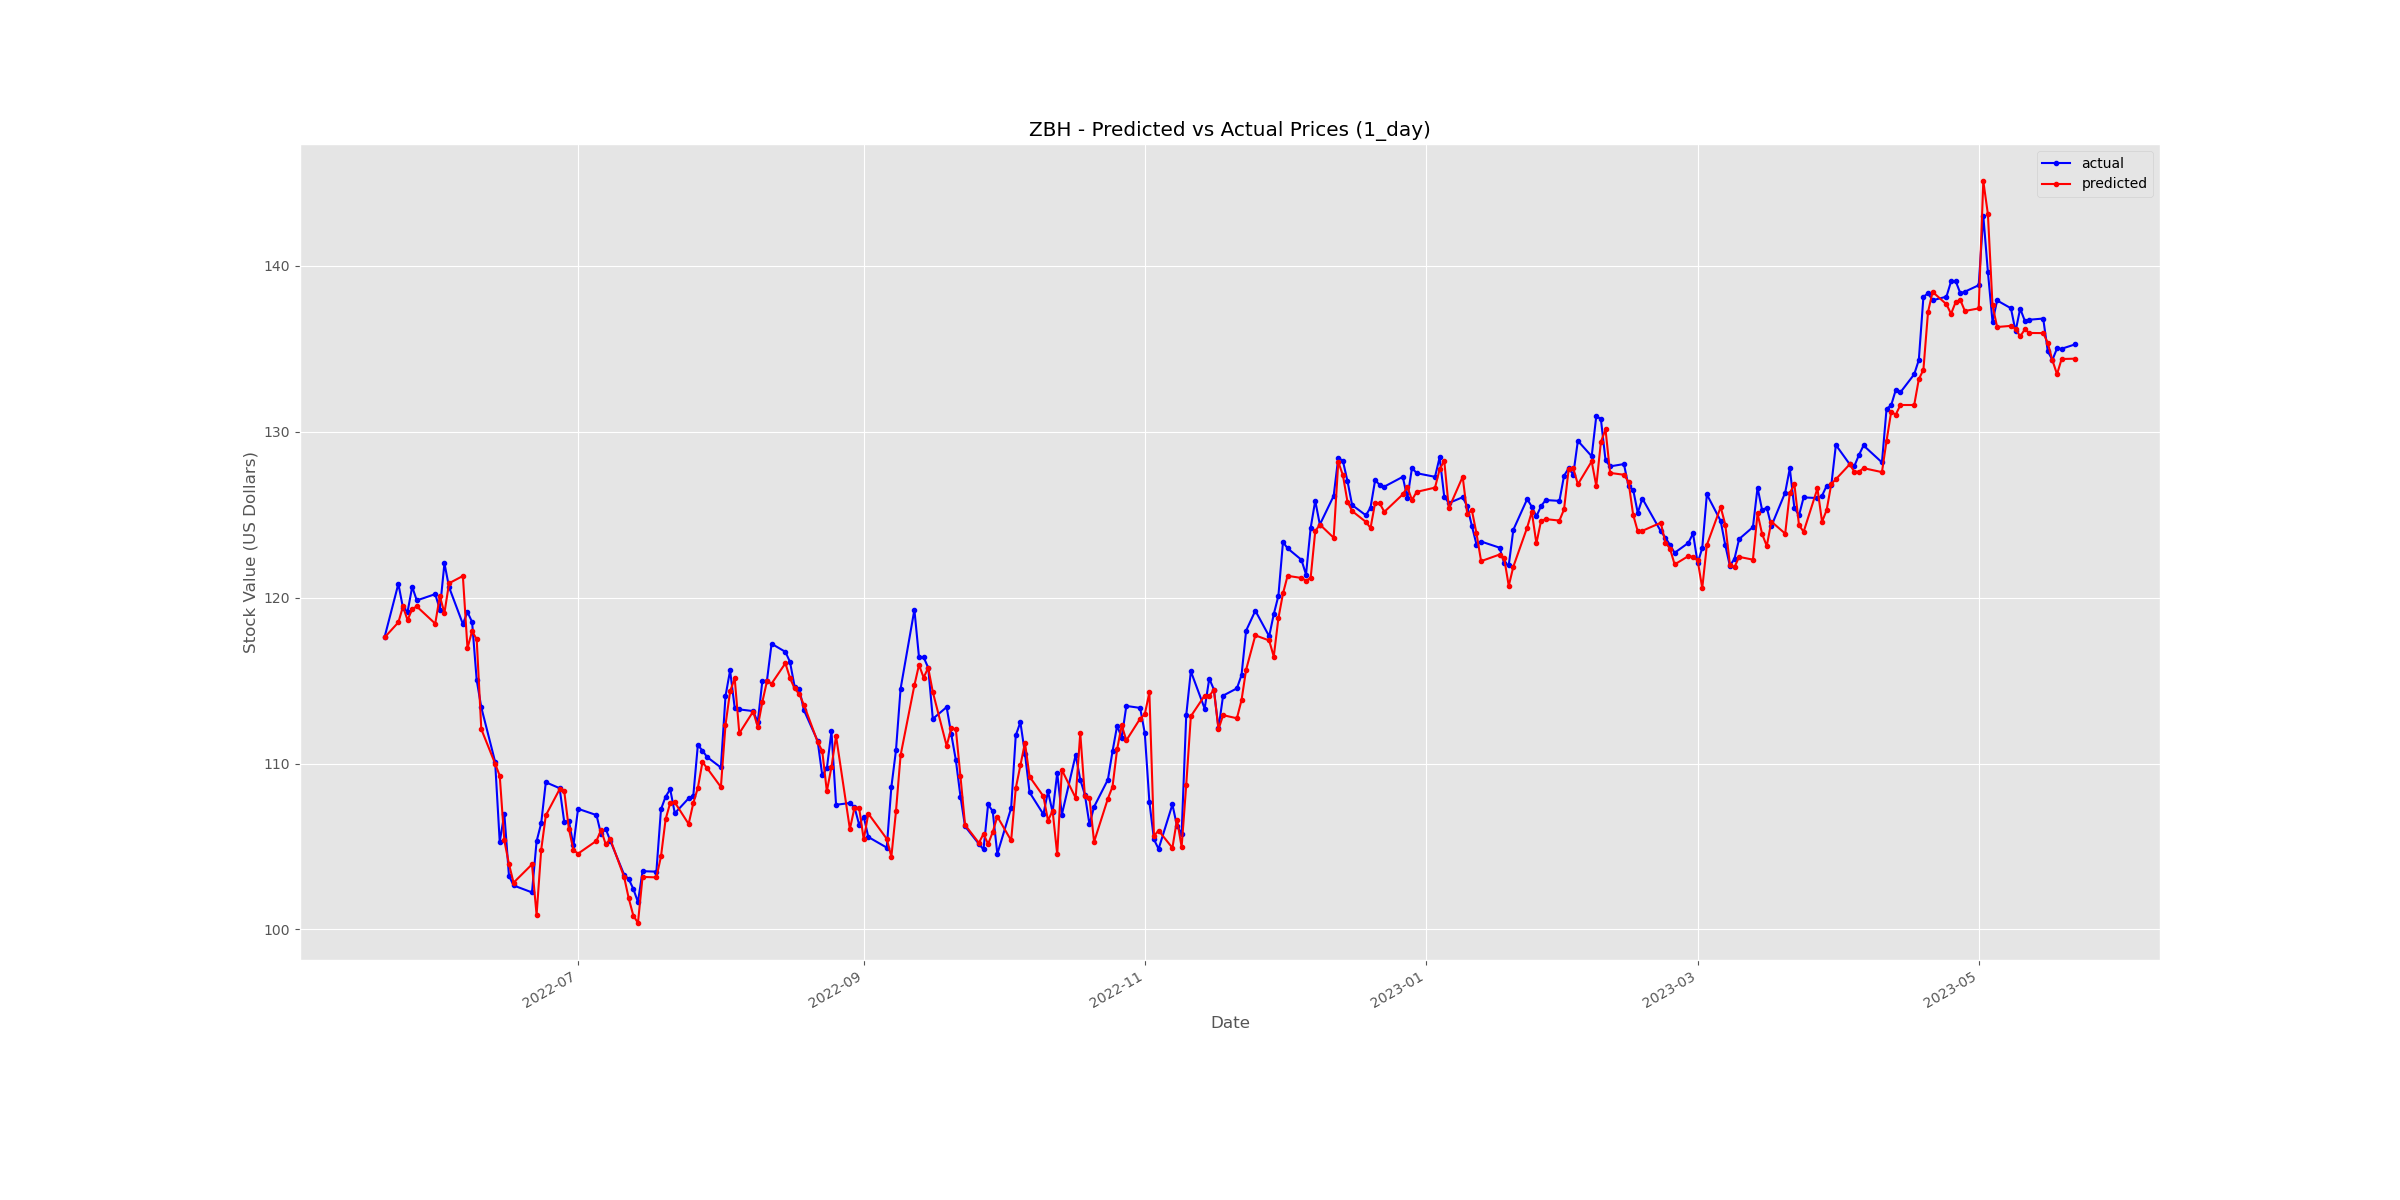 ZBH - Predicted vs Actual Prices (1_day)
actual
predicted
Stock Value (US Dollars)
140
130
120
110
100
2022-07
2022-09
2022-11
2023-01
2023-03
2023-05
Date